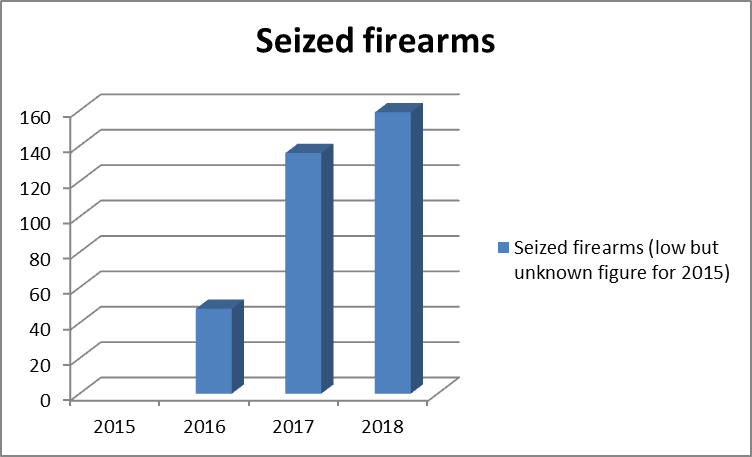 Seized firearms
160
140
120
100
80
60
40
20
0
2015 2016 2017 2018
Seized firearms (low but
unknown figure for 2015)